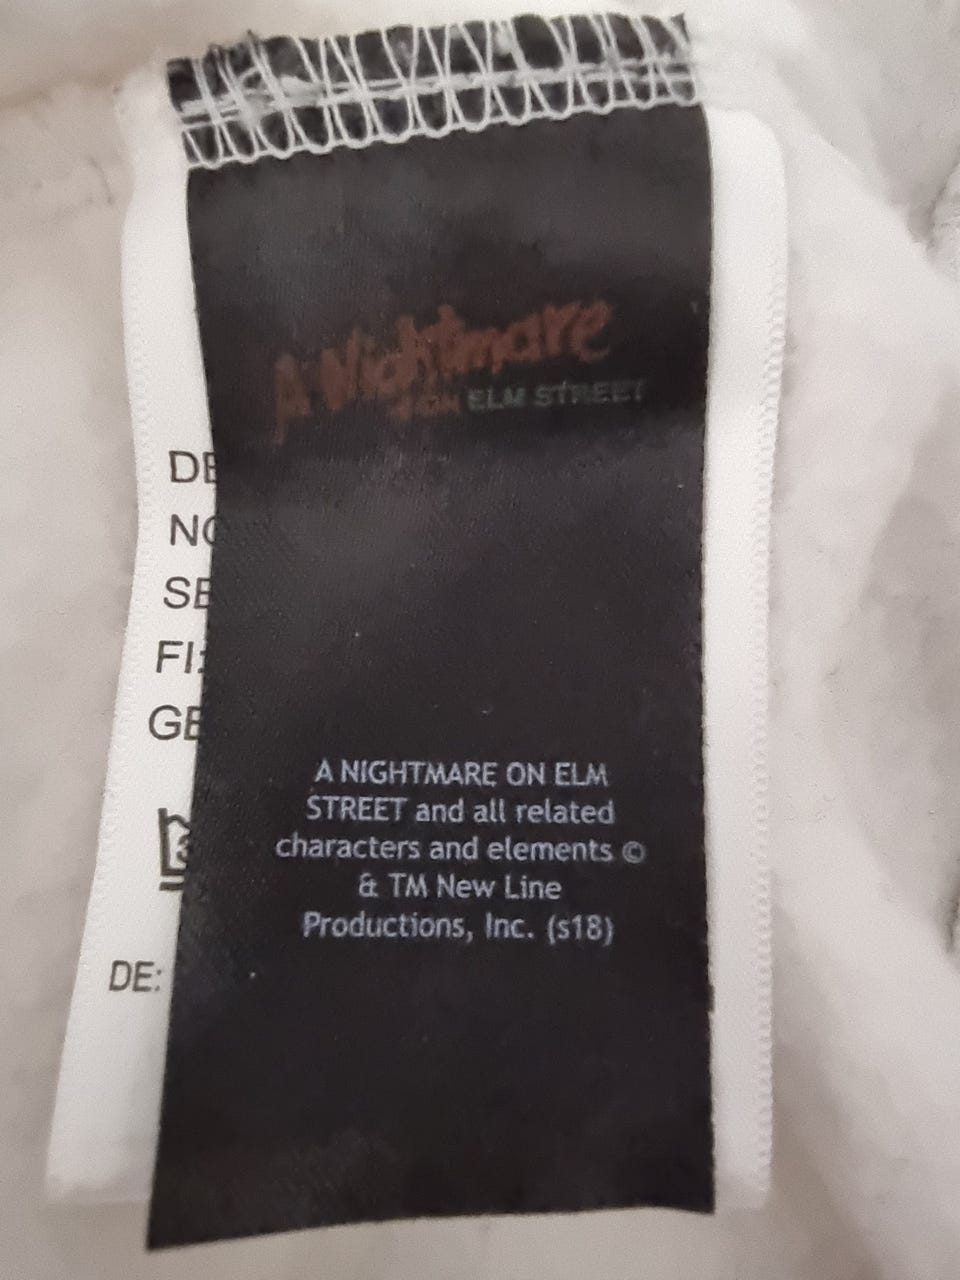 A Nightmare
on ELM STREET
DE
NO
SE
FI:
GE
A NIGHTMARE ON ELM
STREET and all related
characters and elements ©
& TM New Line
Productions, Inc. (s18)
DE: